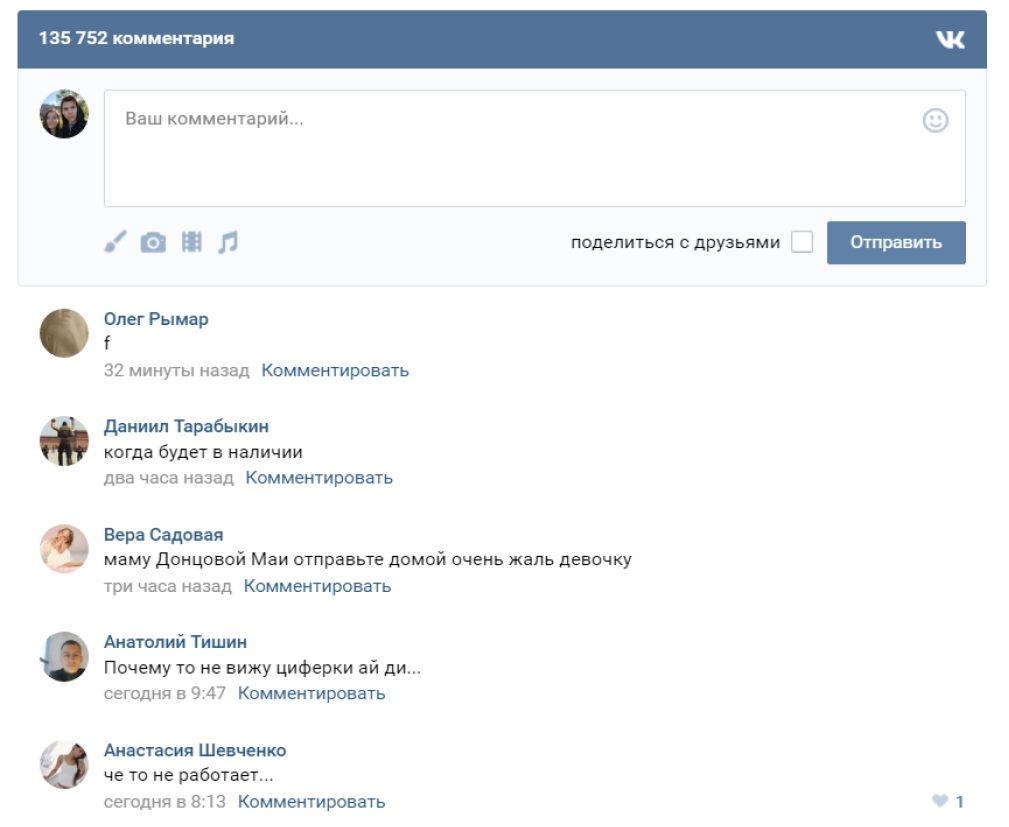 135 752 комментария
VK
Ваш комментарий...
поделиться с друзьями
Отправить
Олег Рымар
f
32 минуты назад Комментировать
Даниил Тарабыкин
когда будет в наличии
два часа назад Комментировать
Вера Садовая
маму Донцовой Маи отправьте домой очень жаль девочку
три часа назад Комментировать
Анатолий Тишин
Почему то не вижу циферки ай ди...
сегодня в 9:47 Комментировать
Анастасия Шевченко
че то не работает...
сегодня в 8:13 Комментировать
1